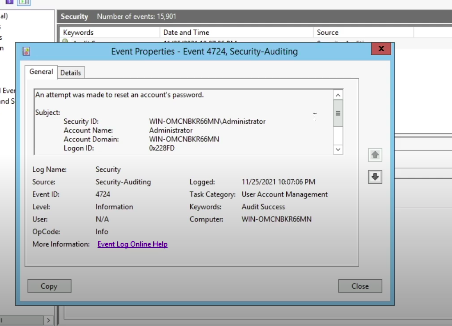 al)
Security Number of events: 15,901
Keywords Date and Time Source
Event Properties - Event 4724, Security-Auditing
General Details
An attempt was made to reset an account's password.
Subject:
Security ID: WIN-OMCNBKR66MN\Administrator
Account Name: Administrator
Account Domain: WIN-OMCNBKR66MN
Logon ID: 0x228FD
Log Name: Security
Source: Security-Auditing Logged: 11/25/2021 10:07:06 PM
Event ID: 4724 Task Category: User Account Management
Level: Information Keywords: Audit Success
User: N/A Computer: WIN-OMCNBKR66MN
OpCode: Info
More Information: Event Log Online Help
Copy Close